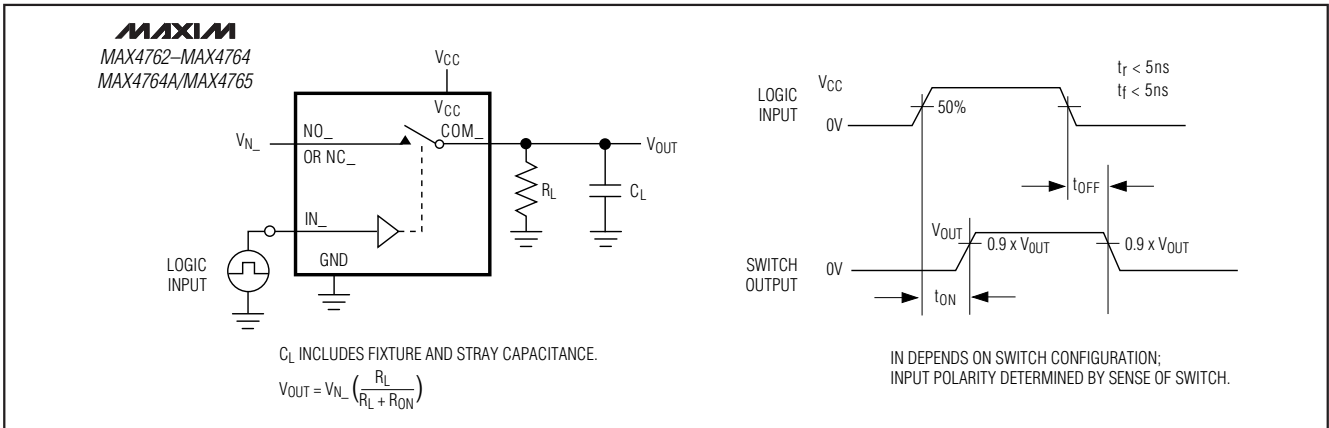 MAXIM
MAX4762–MAX4764
MAX4764A/MAX4765
VCC
VCC
VN_
NO_
OR NC_
COM_
VOUT
RL
CL
IN_
GND
LOGIC
INPUT
CL INCLUDES FIXTURE AND STRAY CAPACITANCE.
VOUT = VN_ (RL / RL + RON)
LOGIC
INPUT
VCC
0V
50%
tr < 5ns
tf < 5ns
tOFF
SWITCH
OUTPUT
VOUT
0V
0.9 x VOUT
0.9 x VOUT
tON
IN DEPENDS ON SWITCH CONFIGURATION;
INPUT POLARITY DETERMINED BY SENSE OF SWITCH.